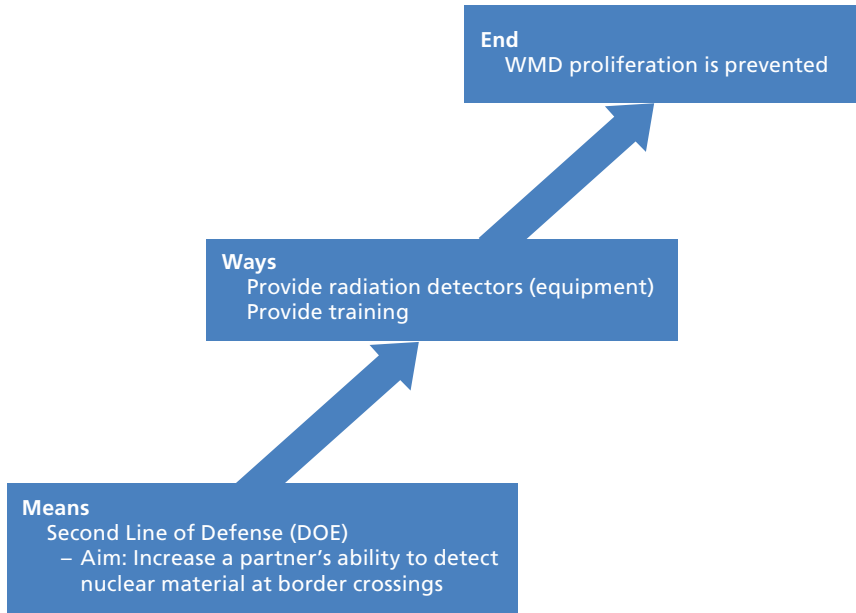 End
WMD proliferation is prevented
Ways
Provide radiation detectors (equipment)
Provide training
Means
Second Line of Defense (DOE)
– Aim: Increase a partner’s ability to detect
nuclear material at border crossings